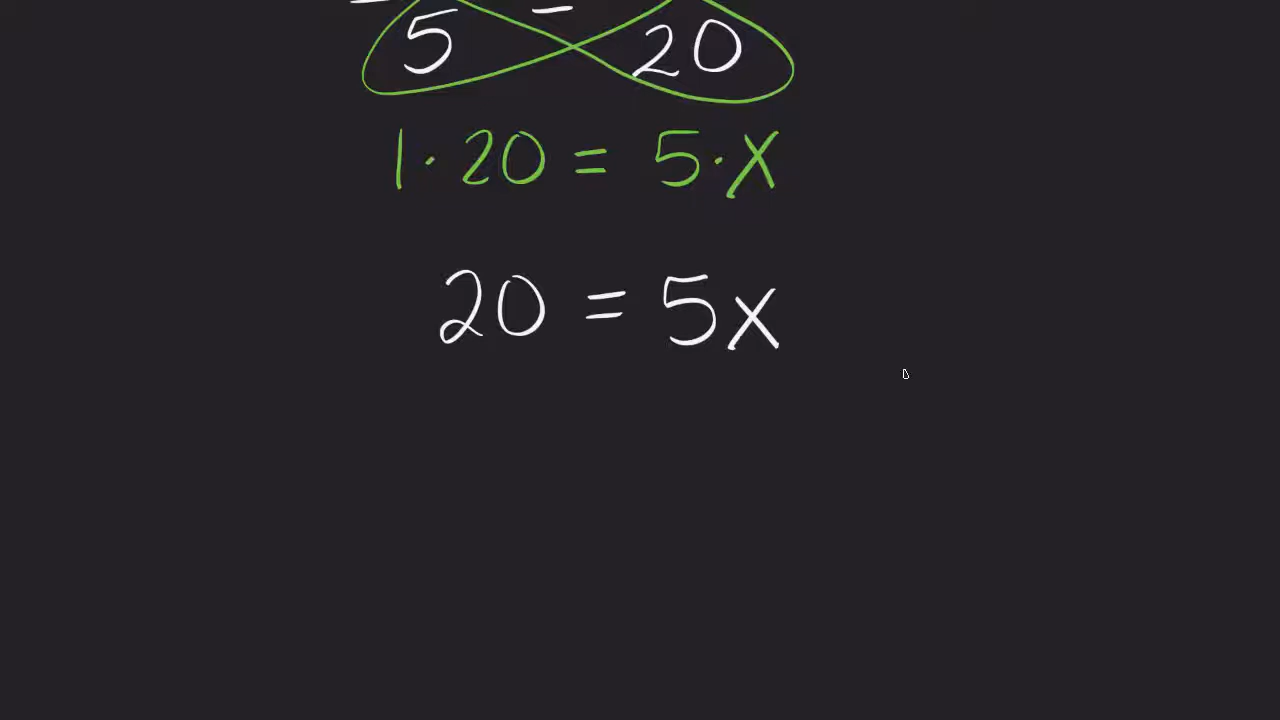 5 = 20
1·20 = 5·x
20 = 5x